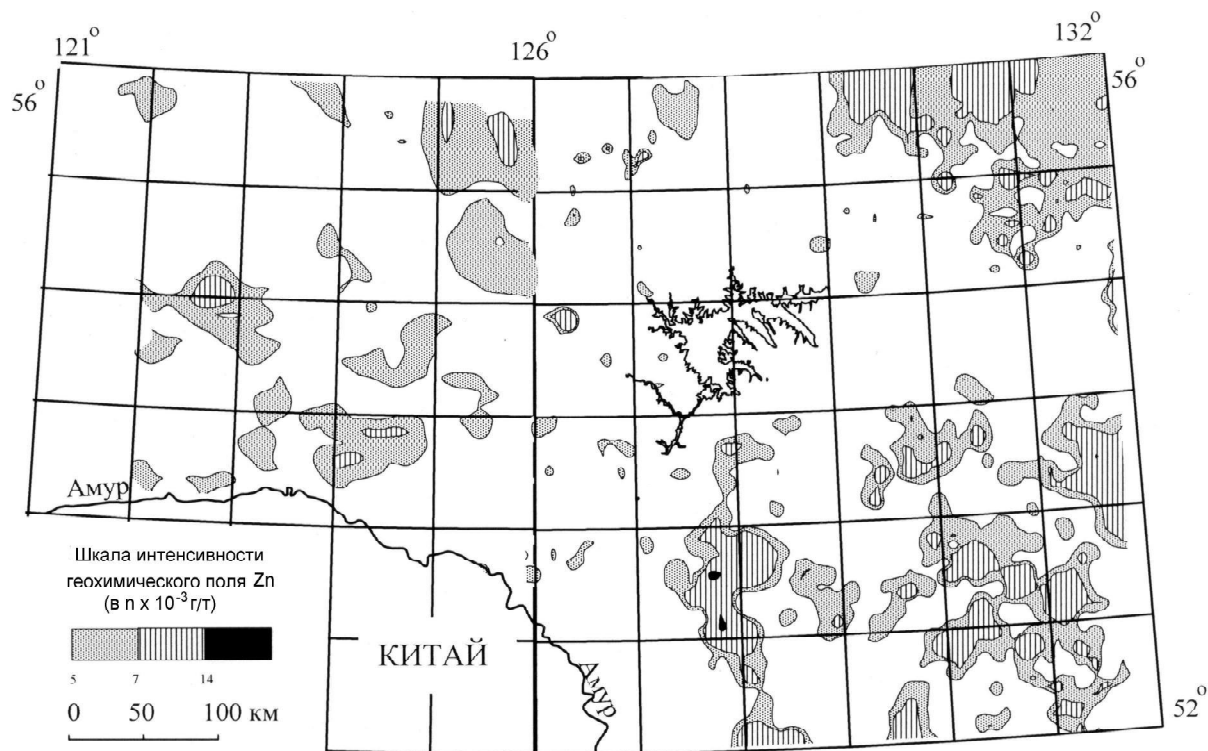 121°
126°
132°
56°
56°
Амур
Шкала интенсивности
геохимического поля Zn
(в n x 10⁻³ г/т)
5 7 14
0 50 100 км
КИТАЙ
Амур
52°